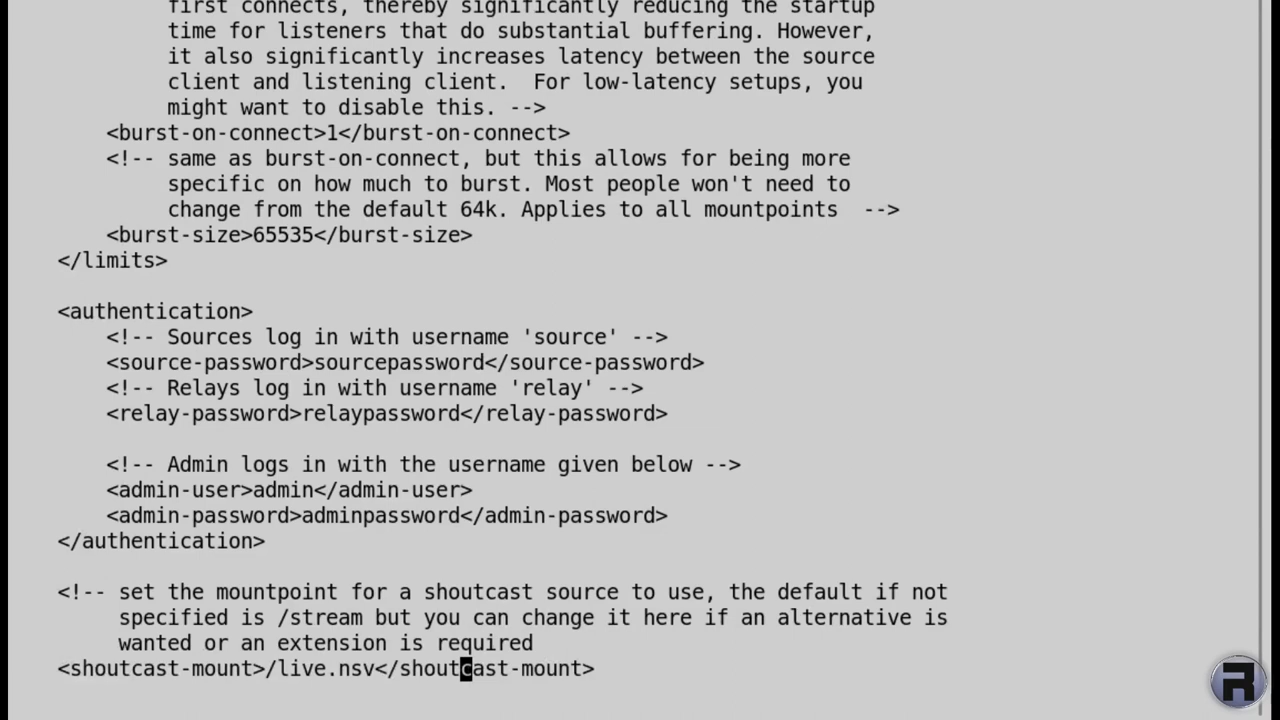 first connects, thereby significantly reducing the startup
time for listeners that do substantial buffering. However,
it also significantly increases latency between the source
client and listening client.  For low-latency setups, you
might want to disable this. -->
<burst-on-connect>1</burst-on-connect>
<!-- same as burst-on-connect, but this allows for being more
specific on how much to burst. Most people won't need to
change from the default 64k. Applies to all mountpoints  -->
<burst-size>65535</burst-size>
</limits>
<authentication>
<!-- Sources log in with username 'source' -->
<source-password>sourcepassword</source-password>
<!-- Relays log in with username 'relay' -->
<relay-password>relaypassword</relay-password>
<!-- Admin logs in with the username given below -->
<admin-user>admin</admin-user>
<admin-password>adminpassword</admin-password>
</authentication>
<!-- set the mountpoint for a shoutcast source to use, the default if not
specified is /stream but you can change it here if an alternative is
wanted or an extension is required
<shoutcast-mount>/live.nsv</shoutcast-mount>
R